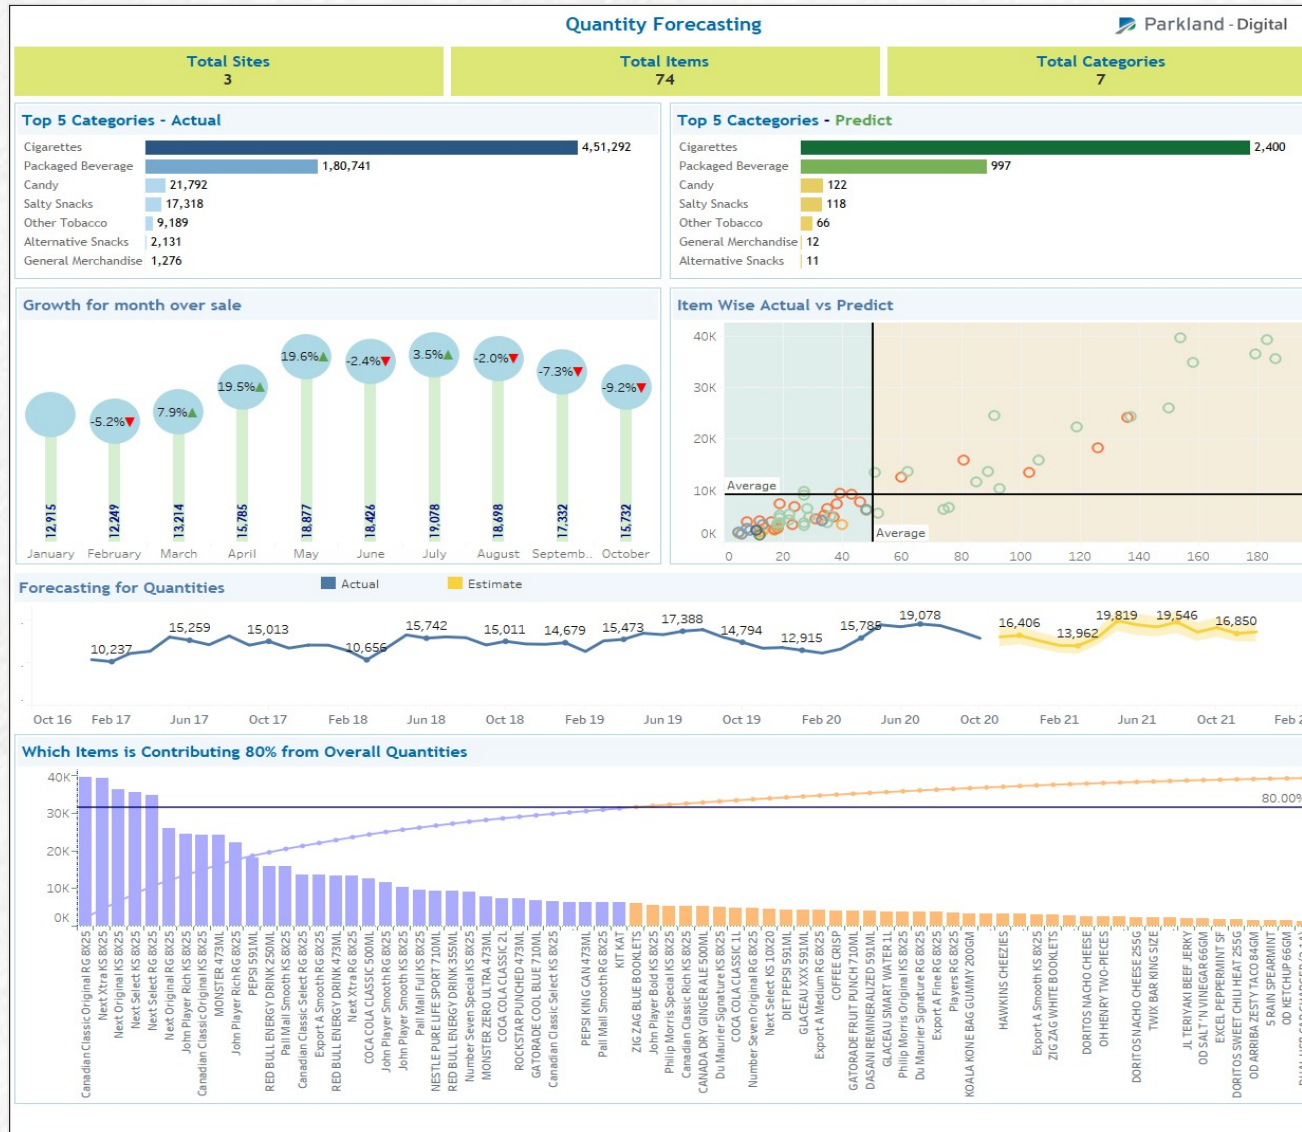 Quantity Forecasting
Parkland - Digital
Total Sites
3
Total Items
74
Total Categories
7
Top 5 Categories - Actual
Cigarettes 4,51,292
Packaged Beverage 1,80,741
Candy 21,792
Salty Snacks 17,318
Other Tobacco 9,189
Alternative Snacks 2,131
General Merchandise 1,276
Top 5 Cactegories - Predict
Cigarettes 2,400
Packaged Beverage 997
Candy 122
Salty Snacks 118
Other Tobacco 66
General Merchandise 12
Alternative Snacks 11
Growth for month over sale
-5.2% 7.9% 19.5% 19.6% -2.4% 3.5% -2.0% -7.3% -9.2%
12,915 12,249 13,214 15,785 18,877 18,426 19,078 18,698 17,332 15,732
January February March April May June July August Septemb.. October
Item Wise Actual vs Predict
40K
30K
20K
10K
0K
Average
Average
0 20 40 60 80 100 120 140 160 180
Forecasting for Quantities
Actual
Estimate
10,237 15,259 15,013 10,656 15,742 15,011 14,679 15,473 17,388 14,794 12,915 15,785 19,078 16,406 13,962 19,819 19,546 16,850
Oct 16 Feb 17 Jun 17 Oct 17 Feb 18 Jun 18 Oct 18 Feb 19 Jun 19 Oct 19 Feb 20 Jun 20 Oct 20 Feb 21 Jun 21 Oct 21 Feb 2
Which Items is Contributing 80% from Overall Quantities
40K
30K
20K
10K
0K
80.00%
Canadian Classic Original RG 8X25
Next Xtra KS 8X25
Next Original KS 8X25
Next Select KS 8X25
Next Select RG 8X25
Next Original RG 8X25
John Player Rich RG 8X25
Canadian Classic Original KS 8X25
MONSTER 473ML
John Player Rich RG 8X25
PEPSI 591ML
RED BULL ENERGY DRINK 250ML
Pall Mall Smooth KS 8X25
Canadian Classic Select RG 8X25
Export A Smooth RG 8X25
RED BULL ENERGY DRINK 473ML
Next Xtra RG 8X25
COCA COLA CLASSIC 500ML
John Player Smooth RG 8X25
John Player Smooth KS 8X25
Pall Mall Full KS 8X25
NESTLE PURE LIFE SPORT 710ML
RED BULL ENERGY DRINK 355ML
Number Seven Original KS 8X25
MONSTER ZERO ULTRA 473ML
COCA COLA CLASSIC 2L
ROCKSTAR PUNCHED 473ML
GATORADE COOL BLUE 710ML
Canadian Classic Select KS 8X25
PEPSI KING CAN 473ML
Pall Mall Smooth RG 8X25
KIT KAT
ZIG ZAG BLUE BOOKLETS
John Player Bold KS 8X25
Philip Morris Special KS 8X25
Canadian Classic Rich KS 8X25
CANADA DRY GINGER ALE 500ML
Du Maurier Signature KS 8X25
COCA COLA CLASSIC 1L
Number Seven Original RG 8X25
Next Select KS 10X20
DIET PEPSI 591ML
GLACEAU XXX 591ML
Export A Medium RG 8X25
COFFEE CRISP
GATORADE FRUIT PUNCH 710ML
DASANI REMINERALIZED 591ML
GLACEAU SMART WATER 1L
Philip Morris Original KS 8X25
Du Maurier Signature RG 8X25
Export A Fine RG 8X25
Players RG 8X25
KOALA KONE BAG GUMMY 200GM
HAWKINS CHEEZIES
Export A Smooth KS 8X25
ZIG ZAG WHITE BOOKLETS
DORITOS NACHO CHEESE
OH HENRY TWO-PIECES
DORITOS NACHO CHEESE 255G
TWIX BAR KING SIZE
JL TERIYAKI BEEF JERKY
OD SALT 'N VINEGAR 66GM
EXCEL PEPPERMINT SF
DORITOS SWEET CHILI HEAT 255G
OD ARRIBA ZESTY TACO 84GM
5 RAIN SPEARMINT
OD KETCHUP 66GM